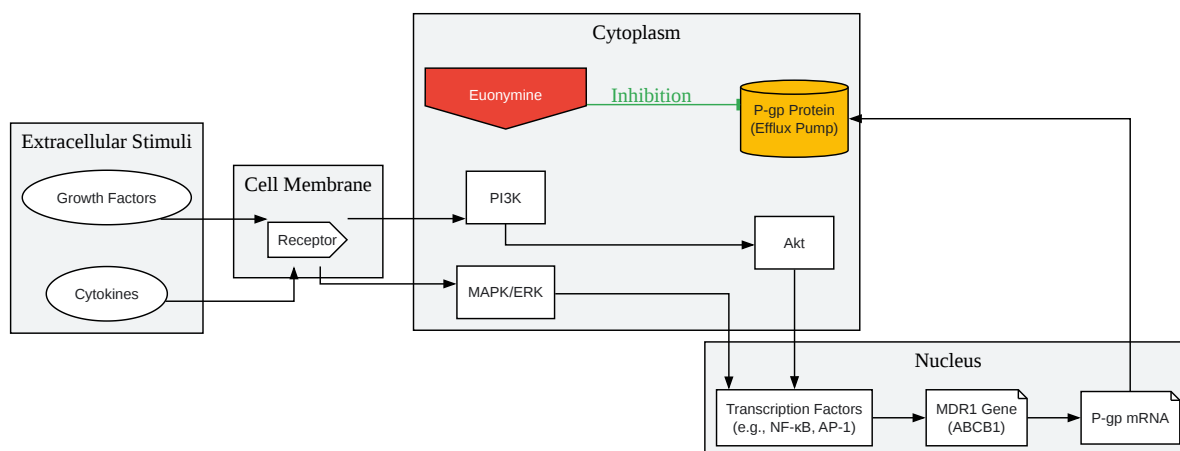 Cytoplasm
Euonymine
Inhibition
P-gp Protein
(Efflux Pump)
Extracellular Stimuli
Growth Factors
Cytokines
Cell Membrane
Receptor
PI3K
Akt
MAPK/ERK
Nucleus
Transcription Factors
(e.g., NF-κB, AP-1)
MDR1 Gene
(ABCB1)
P-gp mRNA